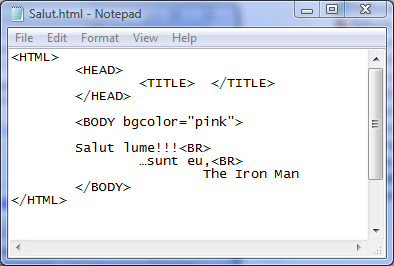 Salut.html - Notepad
File Edit Format View Help
<HTML>
<HEAD>
<TITLE> </TITLE>
</HEAD>
<BODY bgcolor="pink">
Salut lume!!!<BR>
…sunt eu,<BR>
The Iron Man
</BODY>
</HTML>